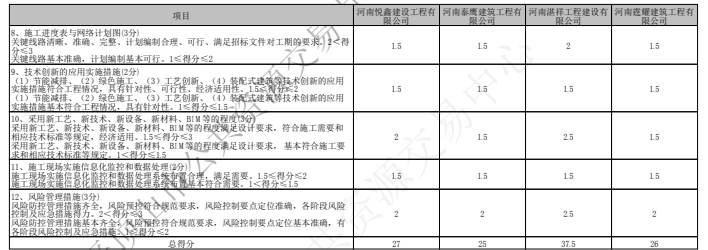 项目
河南悦鑫建设工程有限公司
河南泰鹰建筑工程有限公司
河南湛祥工程建设有限公司
河南霆耀建筑工程有限公司
8、施工进度表与网络计划图(3分)
关键线路清晰、准确、完整、计划编制合理、可行、满足招标文件对工期的要求。2<得
分≤3
关键线路基本准确，计划编制基本可行。1≤得分≤2
1.5
1.5
2
1.5
9、技术创新的应用实施措施(2分)
（1）节能减排、（2）绿色施工、（3）工艺创新、（4）装配式建筑等技术创新的应用
实施措施符合工程情况，具有针对性、可行性、经济适用性。1.5≤得分≤2
（1）节能减排、（2）绿色施工、（3）工艺创新、（4）装配式建筑等技术创新的应用
实施措施基本符合工程情况，具有针对性。1≤得分≤1.5
1.5
1.5
1.5
1.5
10、采用新工艺、新技术、新设备、新材料、BIM等的程度(3分)
采用新工艺、新技术、新设备、新材料、BIM等的程度满足设计要求，符合施工需要和
相应技术标准等规定，经济适用。1.5≤得分≤3
采用新工艺、新技术、新设备、新材料、BIM等的程度满足设计要求， 基本符合施工要
求和相应技术标准等规定。1<得分≤1.5
2
1.5
2.5
1.5
11、施工现场实施信息化监控和数据处理(2分)
施工现场实施信息化监控和数据处理系统布置合理，满足需要。1.5≤得分≤2
施工现场实施信息化监控和数据处理系统布置基本符合需要。1<得分≤1.5
1.5
1.5
1.5
1.5
12、风险管理措施(3分)
风险防控管理措施齐全，风险预控符合规范要求，风险控制要点定位准确，各阶段风险
控制及应急措施得力。2<得分≤3
风险防控管理措施基本齐全，风险预控符合规范要求，风险控制要点定位基本准确，有
各阶段风险控制及应急措施。1≤得分≤2
2
2
2.5
2
总得分
27
25
37.5
26